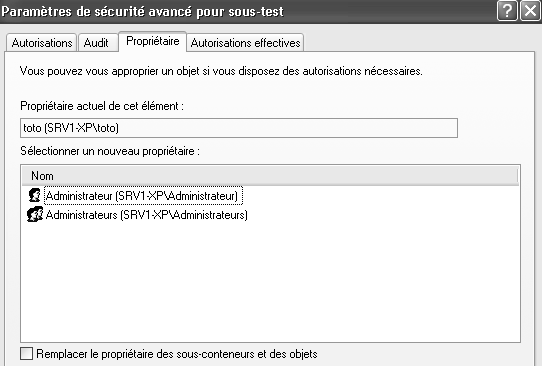 Paramètres de sécurité avancé pour sous-test
Autorisations Audit Propriétaire Autorisations effectives
Vous pouvez vous approprier un objet si vous disposez des autorisations nécessaires.
Propriétaire actuel de cet élément :
toto (SRV1-XP\toto)
Sélectionner un nouveau propriétaire :
Nom
Administrateur (SRV1-XP\Administrateur)
Administrateurs (SRV1-XP\Administrateurs)
Remplacer le propriétaire des sous-conteneurs et des objets